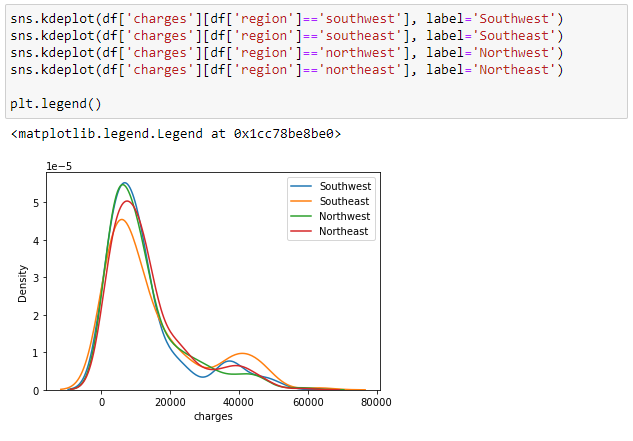 sns.kdeplot(df['charges'][df['region']=='southwest'], label='Southwest')
sns.kdeplot(df['charges'][df['region']=='southeast'], label='Southeast')
sns.kdeplot(df['charges'][df['region']=='northwest'], label='Northwest')
sns.kdeplot(df['charges'][df['region']=='northeast'], label='Northeast')
plt.legend()
<matplotlib.legend.Legend at 0x1cc78be8be0>
1e−5
Southwest
Southeast
Northwest
Northeast
5
4
3
2
1
0
Density
0 20000 40000 60000 80000
charges